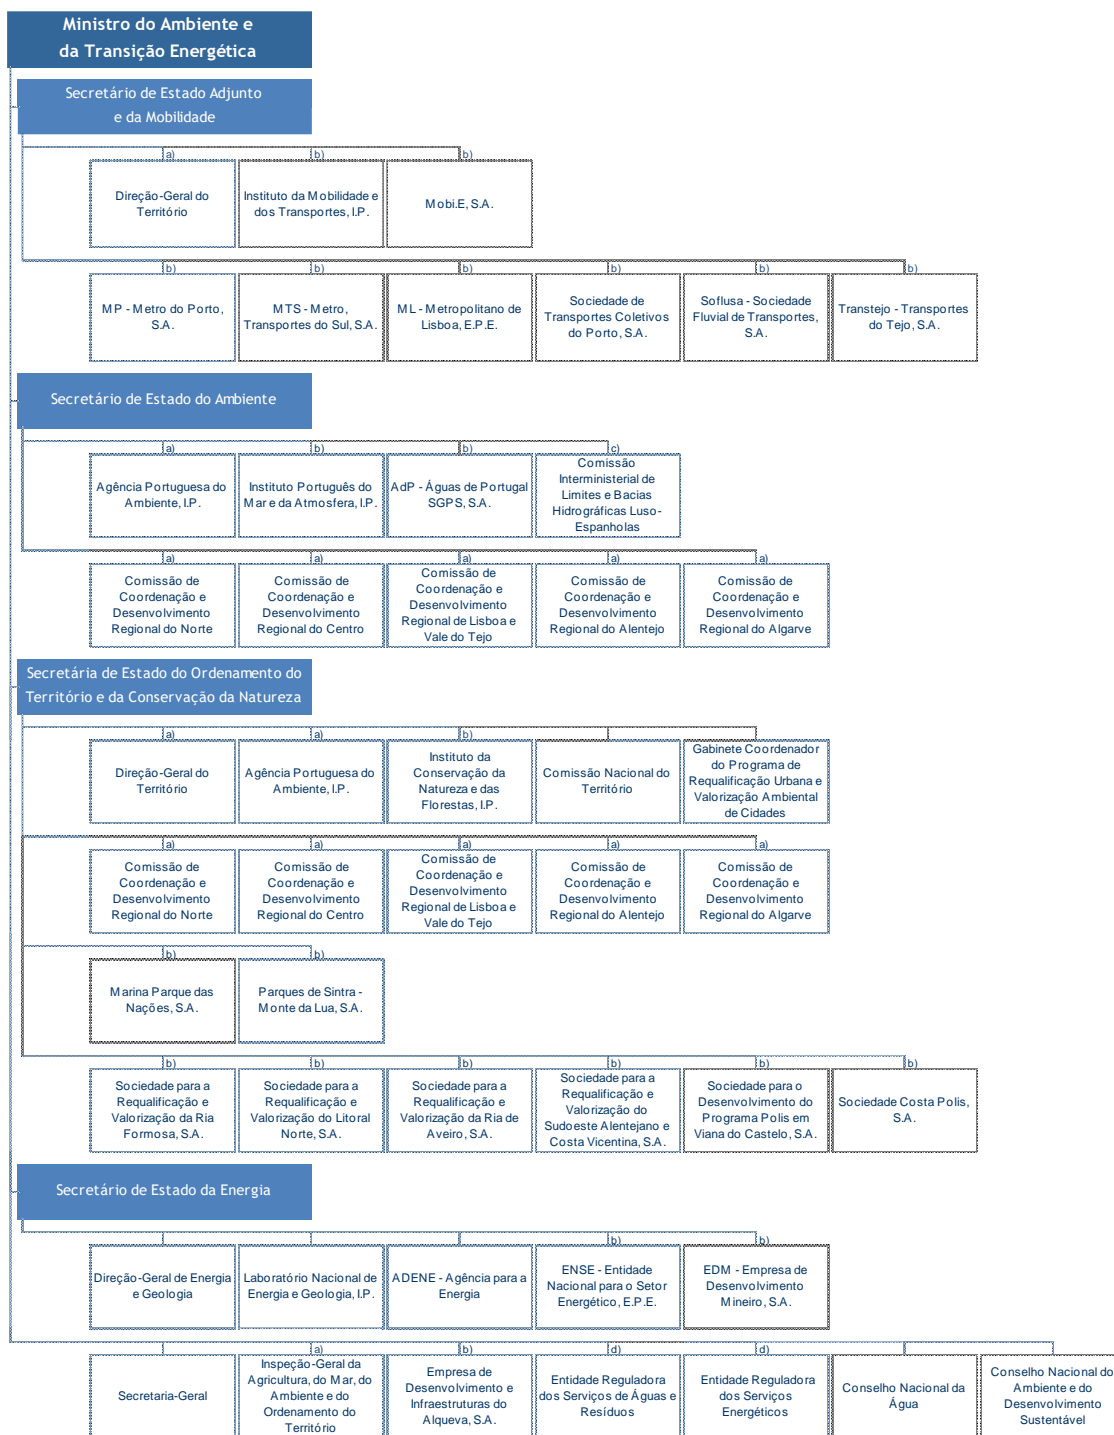 Ministro do Ambiente e
da Transição Energética
Secretário de Estado Adjunto
e da Mobilidade
a)
b)
b)
Direção-Geral do
Território
Instituto da Mobilidade e
dos Transportes, I.P.
Mobi.E, S.A.
b)
b)
b)
b)
b)
b)
MP - Metro do Porto,
S.A.
MTS - Metro,
Transportes do Sul, S.A.
ML - Metropolitano de
Lisboa, E.P.E.
Sociedade de
Transportes Coletivos
do Porto, S.A.
Soflusa - Sociedade
Fluvial de Transportes,
S.A.
Transtejo - Transportes
do Tejo, S.A.
Secretário de Estado do Ambiente
a)
b)
b)
c)
Agência Portuguesa do
Ambiente, I.P.
Instituto Português do
Mar e da Atmosfera, I.P.
AdP - Águas de Portugal
SGPS, S.A.
Comissão
Interministerial de
Limites e Bacias
Hidrográficas Luso-
Espanholas
a)
a)
a)
a)
a)
Comissão de
Coordenação e
Desenvolvimento
Regional do Norte
Comissão de
Coordenação e
Desenvolvimento
Regional do Centro
Comissão de
Coordenação e
Desenvolvimento
Regional de Lisboa e
Vale do Tejo
Comissão de
Coordenação e
Desenvolvimento
Regional do Alentejo
Comissão de
Coordenação e
Desenvolvimento
Regional do Algarve
Secretária de Estado do Ordenamento do
Território e da Conservação da Natureza
a)
a)
b)
Direção-Geral do
Território
Agência Portuguesa do
Ambiente, I.P.
Instituto da
Conservação da
Natureza e das
Florestas, I.P.
Comissão Nacional do
Território
Gabinete Coordenador
do Programa de
Requalificação Urbana e
Valorização Ambiental
de Cidades
a)
a)
a)
a)
a)
Comissão de
Coordenação e
Desenvolvimento
Regional do Norte
Comissão de
Coordenação e
Desenvolvimento
Regional do Centro
Comissão de
Coordenação e
Desenvolvimento
Regional de Lisboa e
Vale do Tejo
Comissão de
Coordenação e
Desenvolvimento
Regional do Alentejo
Comissão de
Coordenação e
Desenvolvimento
Regional do Algarve
b)
b)
Marina Parque das
Nações, S.A.
Parques de Sintra -
Monte da Lua, S.A.
b)
b)
b)
b)
b)
b)
Sociedade para a
Requalificação e
Valorização da Ria
Formosa, S.A.
Sociedade para a
Requalificação e
Valorização do Litoral
Norte, S.A.
Sociedade para a
Requalificação e
Valorização da Ria de
Aveiro, S.A.
Sociedade para a
Requalificação e
Valorização do
Sudoeste Alentejano e
Costa Vicentina, S.A.
Sociedade para o
Desenvolvimento do
Programa Polis em
Viana do Castelo, S.A.
Sociedade Costa Polis,
S.A.
Secretário de Estado da Energia
b)
b)
Direção-Geral de Energia
e Geologia
Laboratório Nacional de
Energia e Geologia, I.P.
ADENE - Agência para a
Energia
ENSE - Entidade
Nacional para o Setor
Energético, E.P.E.
EDM - Empresa de
Desenvolvimento
Mineiro, S.A.
a)
b)
d)
d)
Secretaria-Geral
Inspeção-Geral da
Agricultura, do Mar, do
Ambiente e do
Ordenamento do
Território
Empresa de
Desenvolvimento e
Infraestruturas do
Alqueva, S.A.
Entidade Reguladora
dos Serviços de Águas e
Resíduos
Entidade Reguladora
dos Serviços
Energéticos
Conselho Nacional da
Água
Conselho Nacional do
Ambiente e do
Desenvolvimento
Sustentável